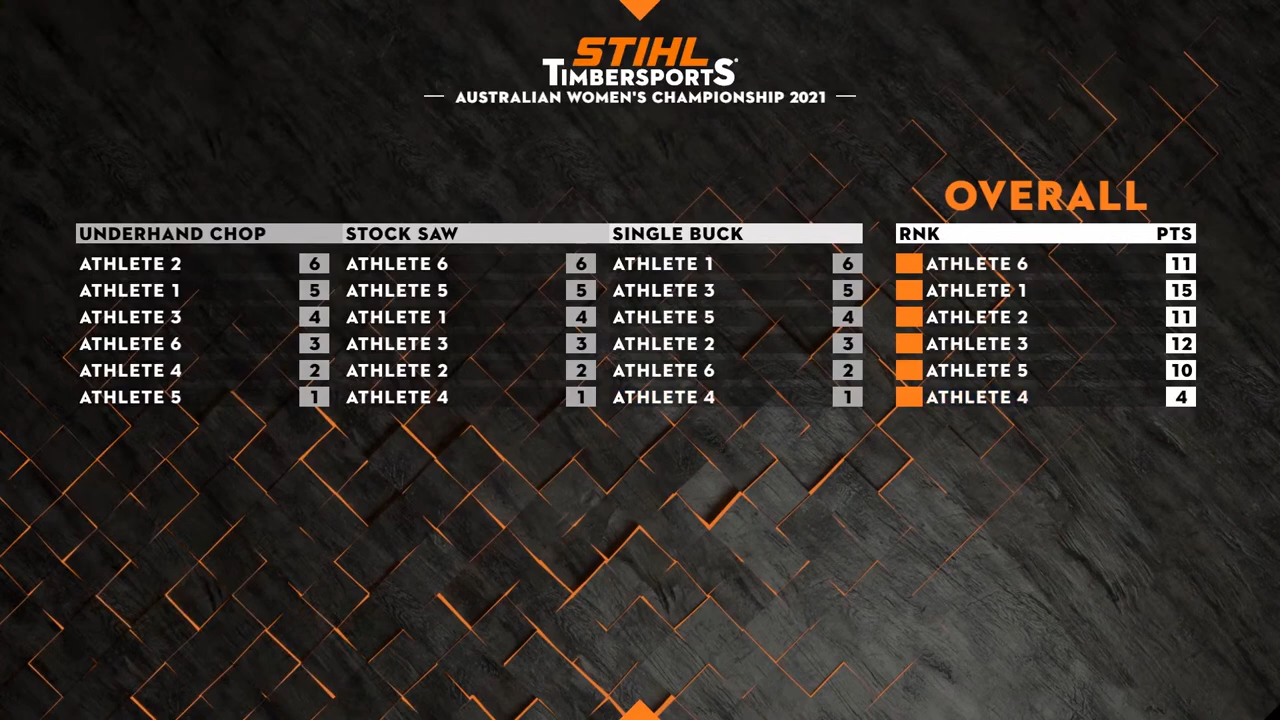 STIHL
TIMBERSPORTS®
AUSTRALIAN WOMEN'S CHAMPIONSHIP 2021
OVERALL
UNDERHAND CHOP STOCK SAW SINGLE BUCK RNK PTS
ATHLETE 2 6 ATHLETE 6 6 ATHLETE 1 6 ATHLETE 6 11
ATHLETE 1 5 ATHLETE 5 5 ATHLETE 3 5 ATHLETE 1 15
ATHLETE 3 4 ATHLETE 1 4 ATHLETE 5 4 ATHLETE 2 11
ATHLETE 6 3 ATHLETE 3 3 ATHLETE 2 3 ATHLETE 3 12
ATHLETE 4 2 ATHLETE 2 2 ATHLETE 6 2 ATHLETE 5 10
ATHLETE 5 1 ATHLETE 4 1 ATHLETE 4 1 ATHLETE 4 4